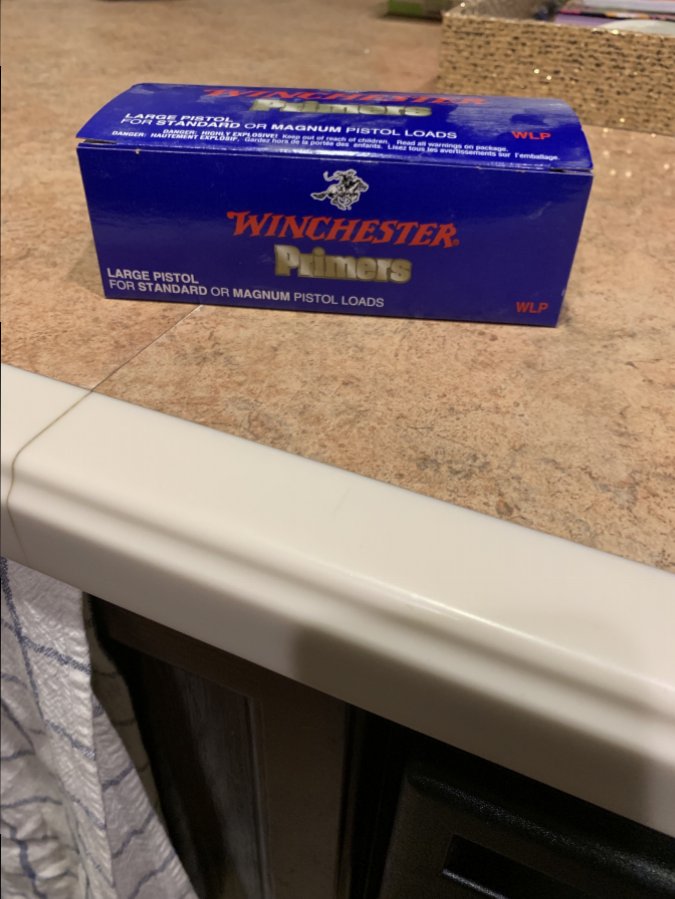 WINCHESTER
Primers
LARGE PISTOL
FOR STANDARD OR MAGNUM PISTOL LOADS
WLP
DANGER: HIGHLY EXPLOSIVE! Keep out of reach of children. Read all warnings on package.
DANGER: HAUTEMENT EXPLOSIF. Gardez hors de la portée des enfants. Lisez tous les avertissements sur l'emballage.
WINCHESTER®
Primers
LARGE PISTOL
FOR STANDARD OR MAGNUM PISTOL LOADS
WLP